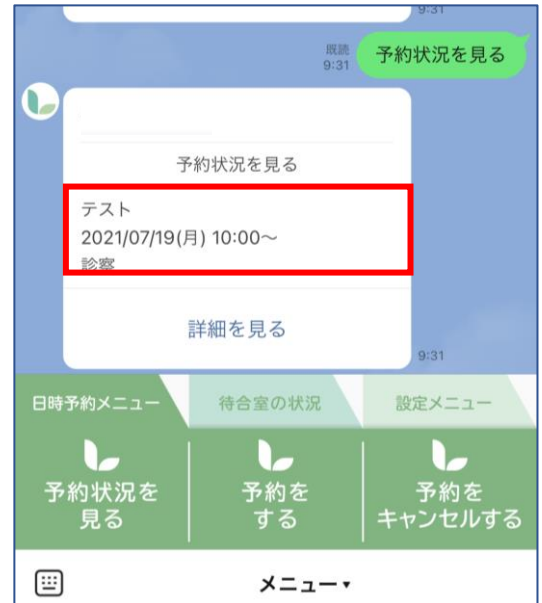 9:31
既読
9:31
予約状況を見る
予約状況を見る
テスト
2021/07/19(月) 10:00～
診察
詳細を見る
9:31
日時予約メニュー
待合室の状況
設定メニュー
予約状況を
見る
予約を
する
予約を
キャンセルする
メニュー▼